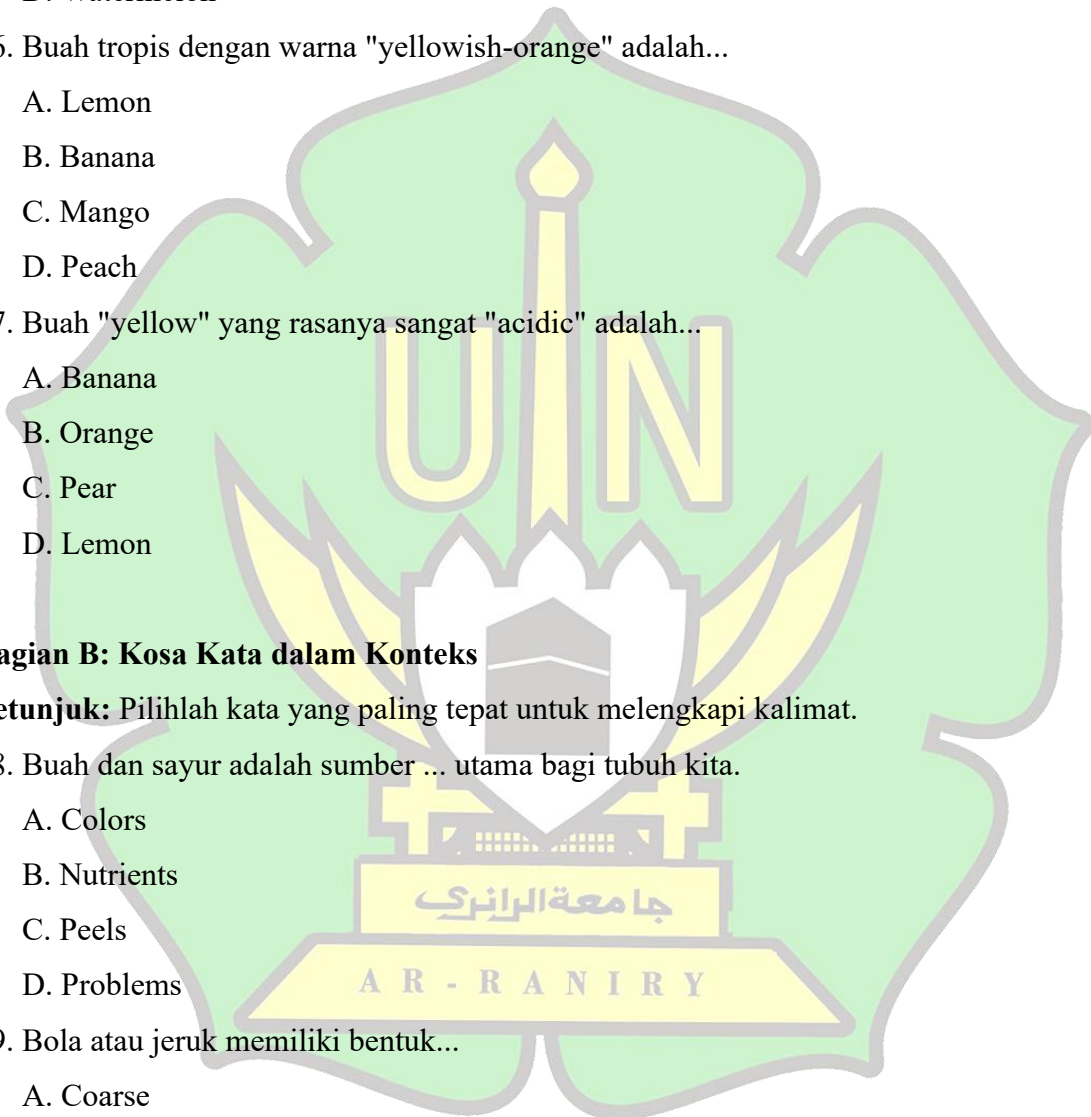 6. Buah tropis dengan warna "yellowish-orange" adalah...
A. Lemon
B. Banana
C. Mango
D. Peach
7. Buah "yellow" yang rasanya sangat "acidic" adalah...
A. Banana
B. Orange
C. Pear
D. Lemon
UIN
agian B: Kosa Kata dalam Konteks
etunjuk: Pilihlah kata yang paling tepat untuk melengkapi kalimat.
8. Buah dan sayur adalah sumber ... utama bagi tubuh kita.
A. Colors
B. Nutrients
C. Peels
D. Problems
جامعة الرانري
AR-RANIRY
9. Bola atau jeruk memiliki bentuk...
A. Coarse